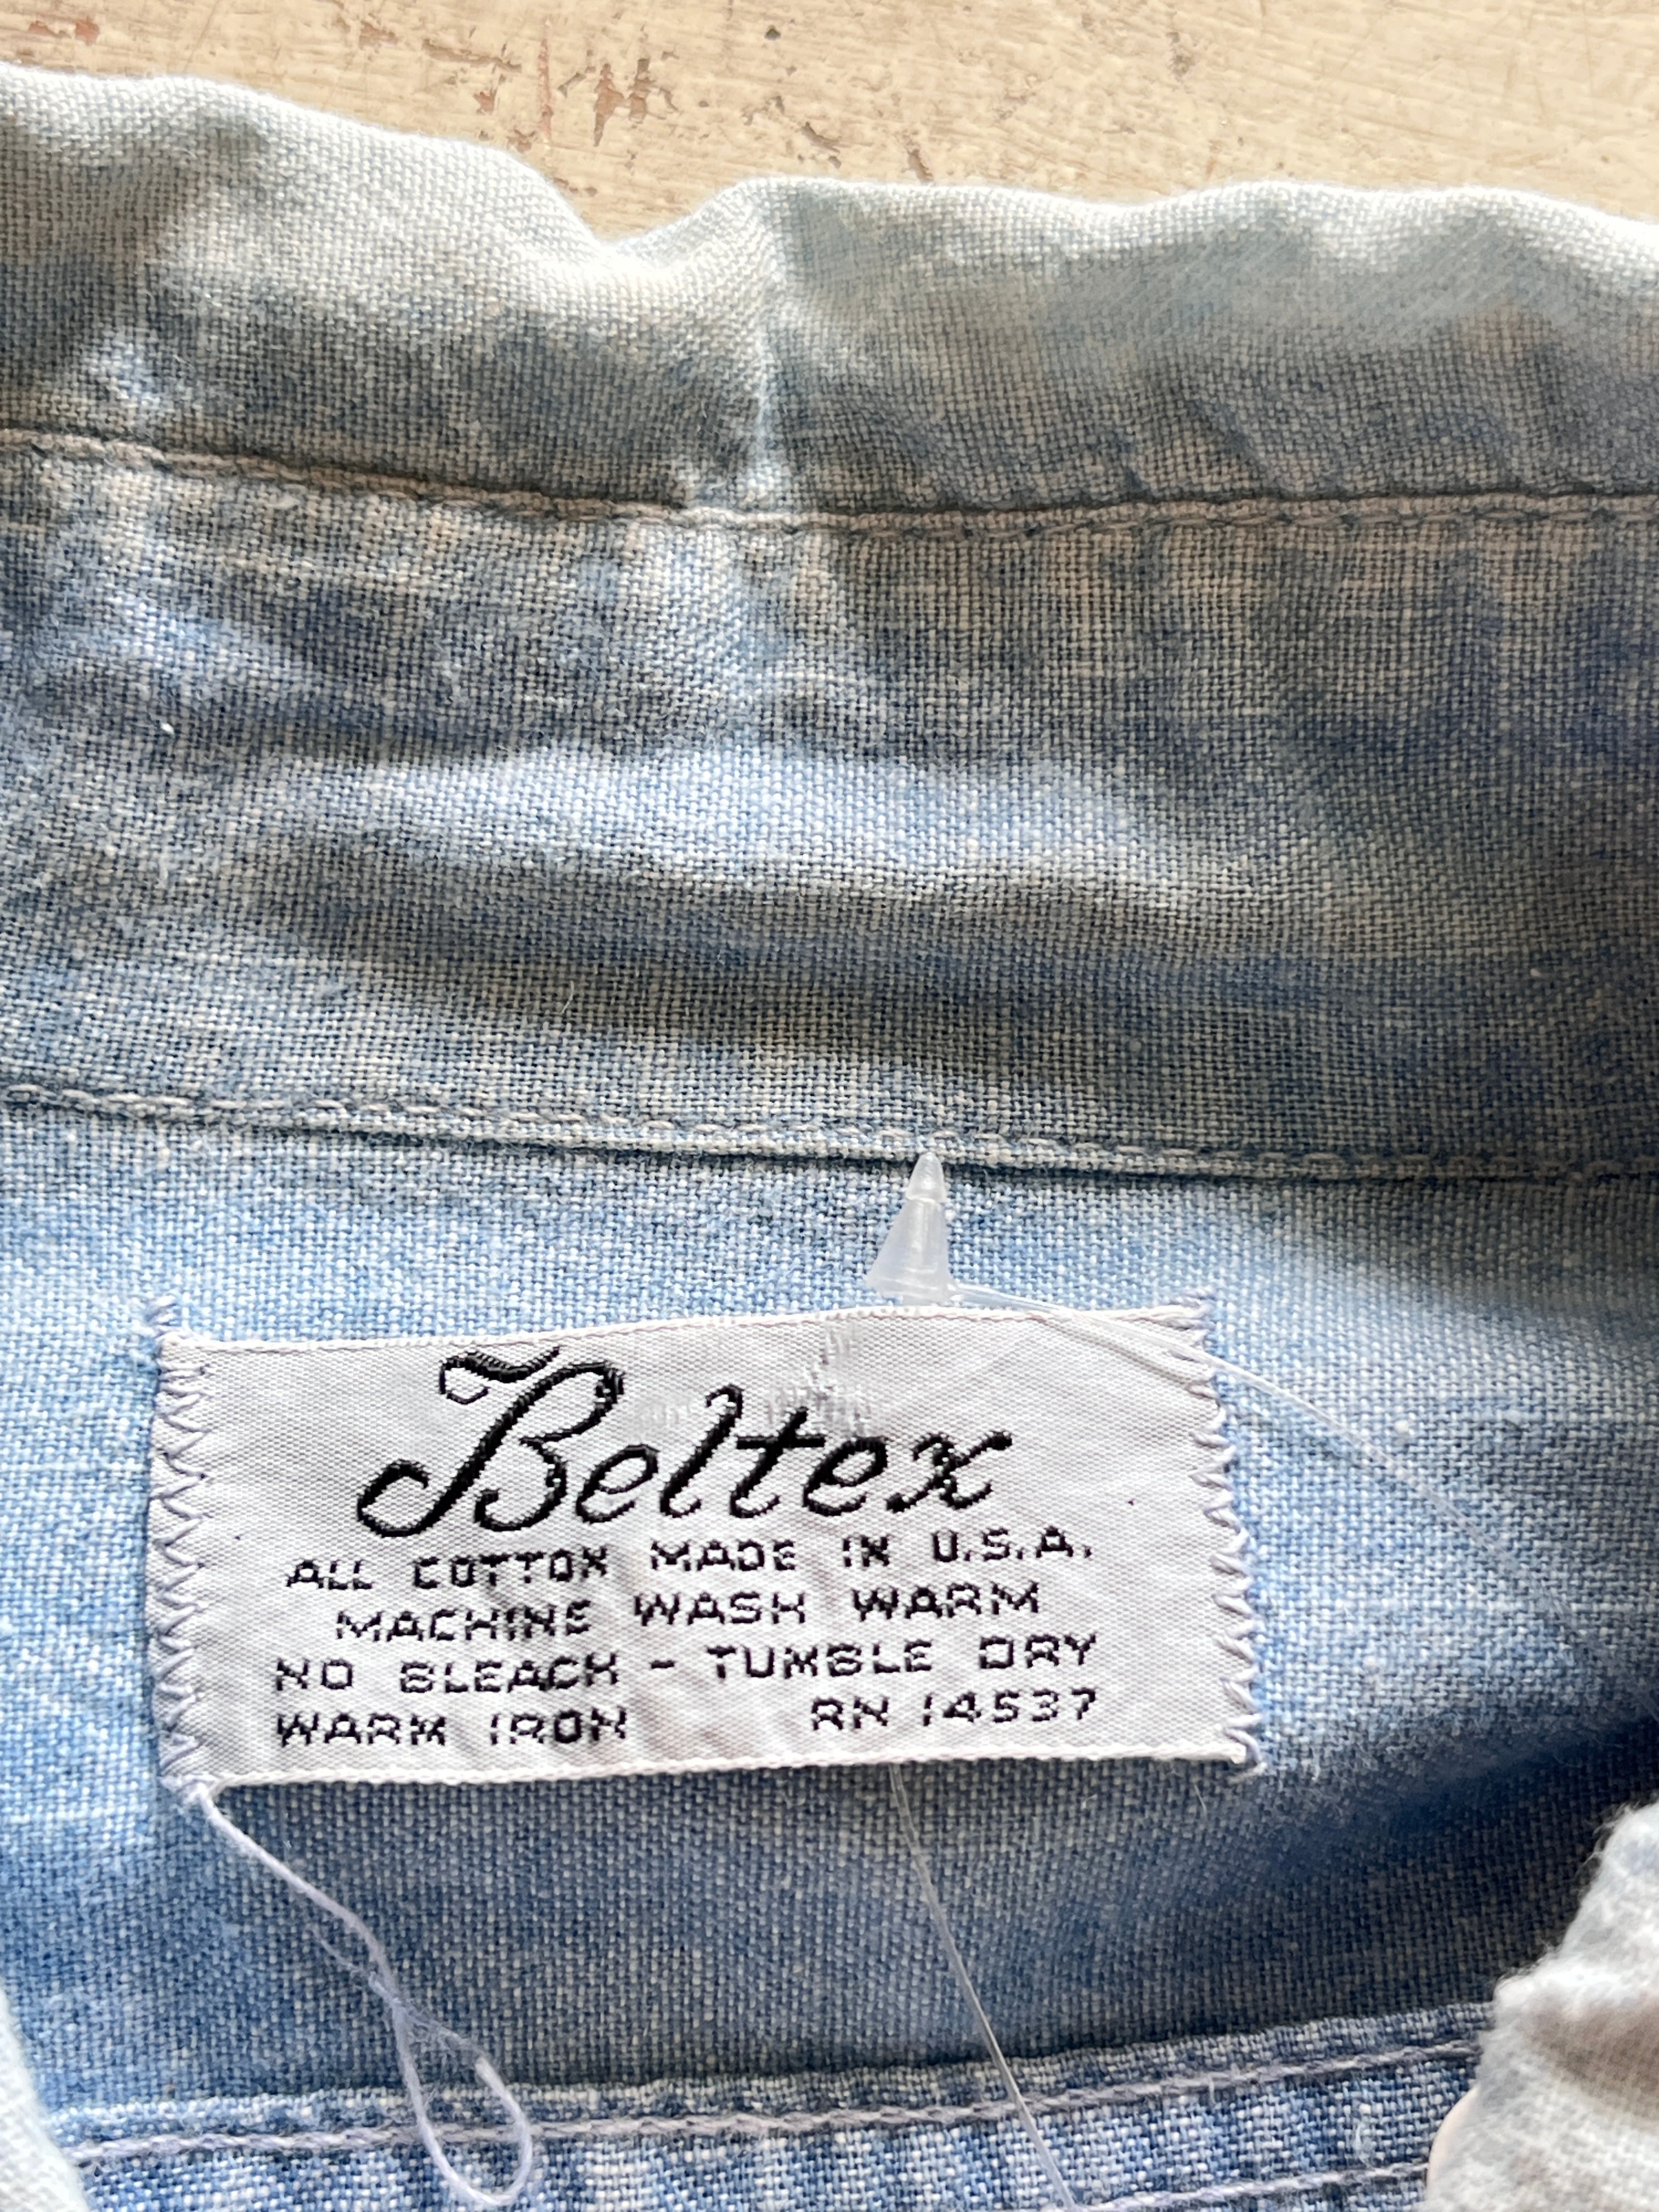 Beltex
ALL COTTON MADE IN U.S.A.
MACHINE WASH WARM
NO BLEACH - TUMBLE DRY
WARM IRON RN 14537